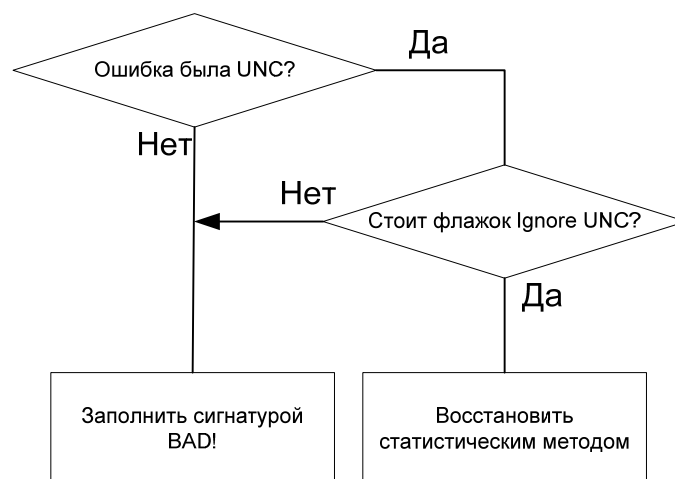 Да
Ошибка была UNC?
Нет
Нет
Стоит флажок Ignore UNC?
Да
Заполнить сигнатурой
BAD!
Восстановить
статистическим методом